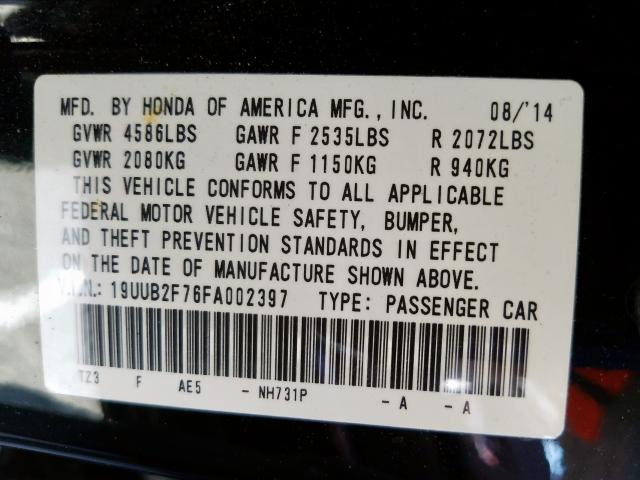 MFD. BY HONDA OF AMERICA MFG., INC. 08/'14
GVWR 4586LBS GAWR F 2535LBS R 2072LBS
GVWR 2080KG GAWR F 1150KG R 940KG
THIS VEHICLE CONFORMS TO ALL APPLICABLE
FEDERAL MOTOR VEHICLE SAFETY, BUMPER,
AND THEFT PREVENTION STANDARDS IN EFFECT
ON THE DATE OF MANUFACTURE SHOWN ABOVE.
V.I.N.: 19UUB2F76FA002397 TYPE: PASSENGER CAR
TZ3 F AE5 - NH731P - A - A